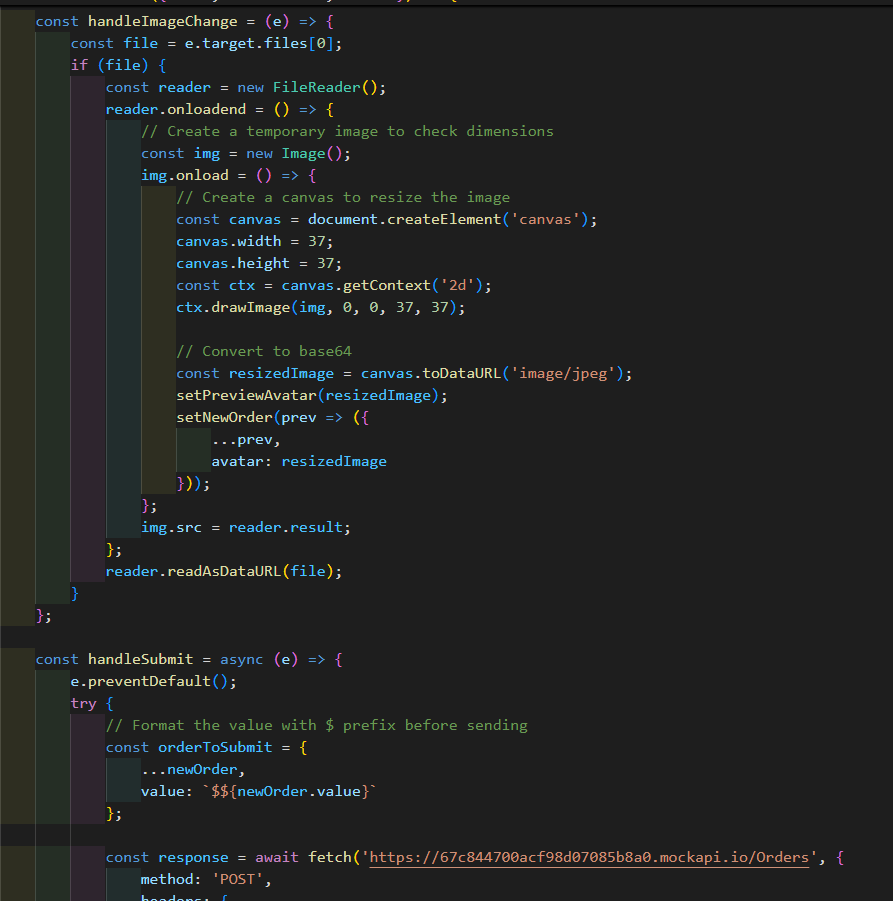 const handleImageChange = (e) => {
const file = e.target.files[0];
if (file) {
const reader = new FileReader();
reader.onloadend = () => {
// Create a temporary image to check dimensions
const img = new Image();
img.onload = () => {
// Create a canvas to resize the image
const canvas = document.createElement('canvas');
canvas.width = 37;
canvas.height = 37;
const ctx = canvas.getContext('2d');
ctx.drawImage(img, 0, 0, 37, 37);
// Convert to base64
const resizedImage = canvas.toDataURL('image/jpeg');
setPreviewAvatar(resizedImage);
setNewOrder(prev => ({
...prev,
avatar: resizedImage
}));
};
img.src = reader.result;
};
reader.readAsDataURL(file);
}
};
const handleSubmit = async (e) => {
e.preventDefault();
try {
// Format the value with $ prefix before sending
const orderToSubmit = {
...newOrder,
value: `$${newOrder.value}`
};
const response = await fetch('https://67c844700acf98d07085b8a0.mockapi.io/Orders', {
method: 'POST',
headers: {